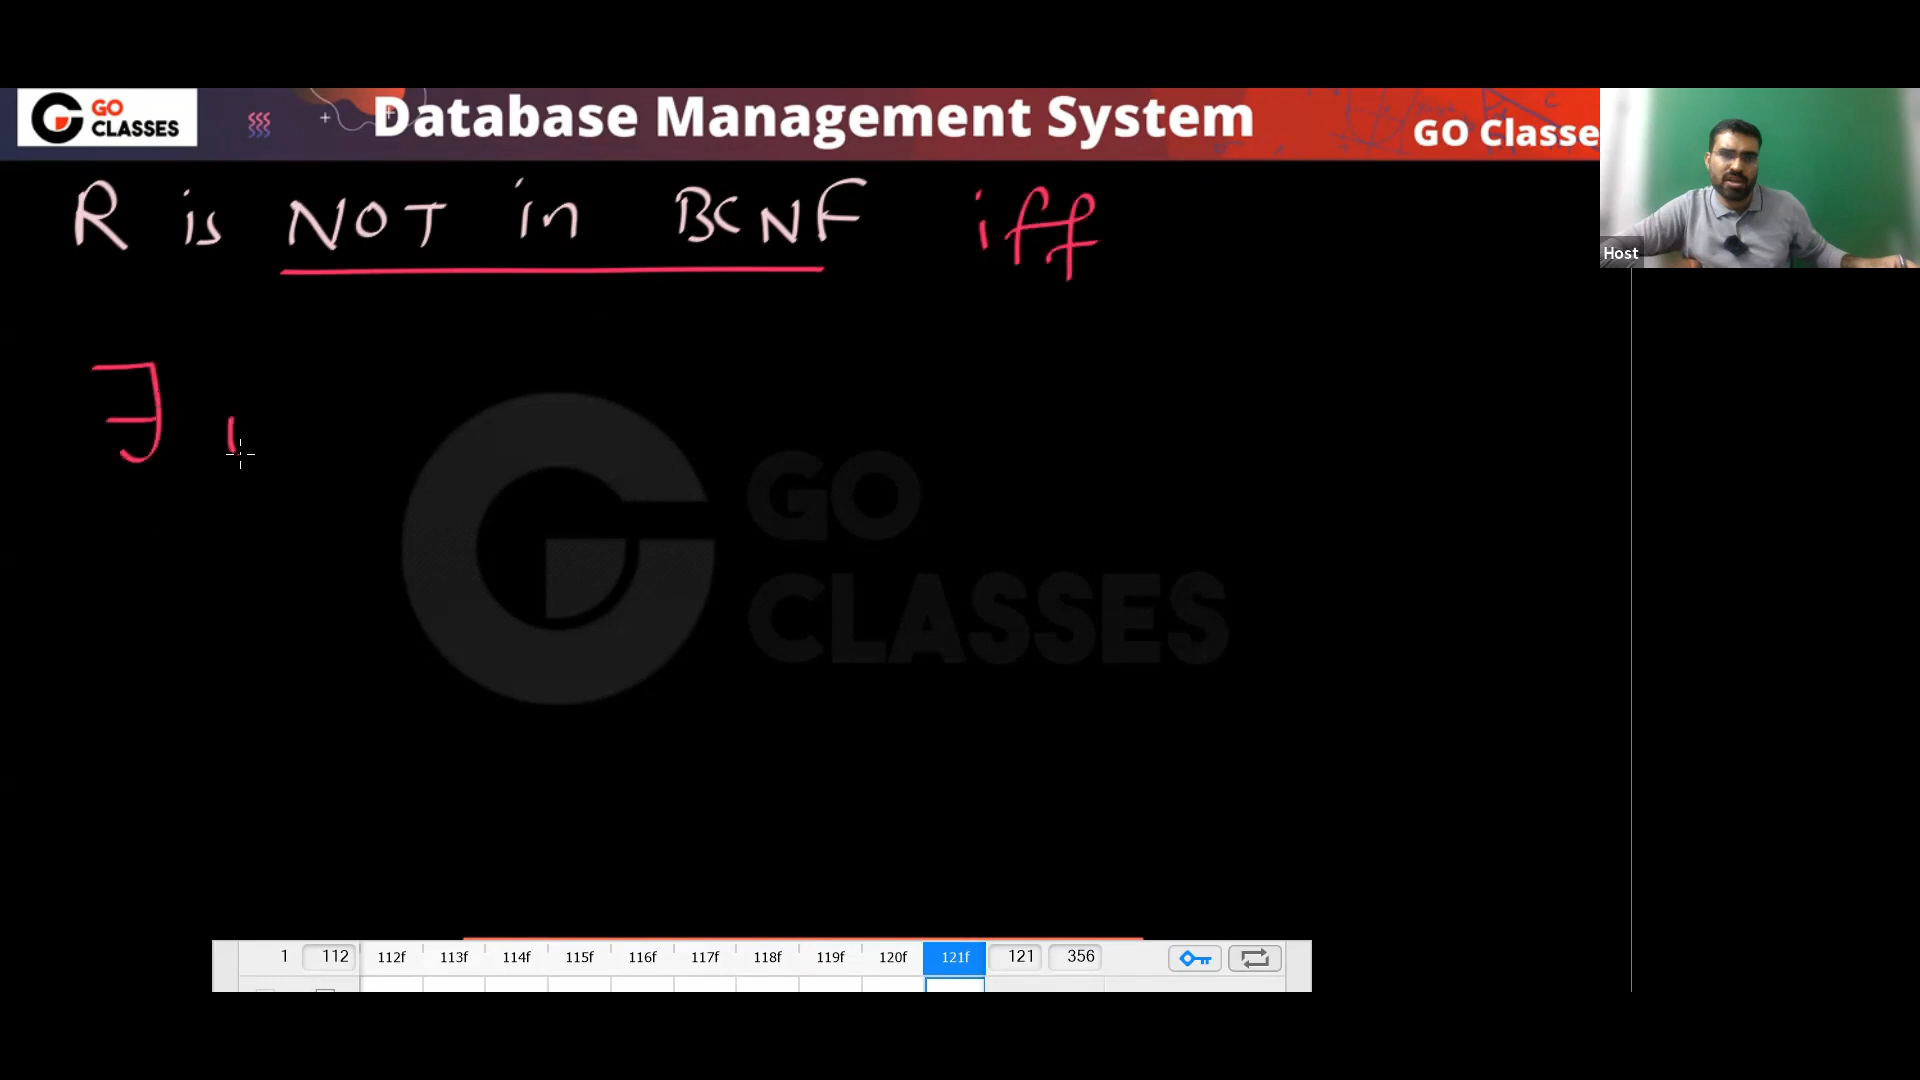 GO
CLASSES
Database Management System
GO Classe
R is NOT in BCNF iff
Host
∃
GO
CLASSES
1 112 112f 113f 114f 115f 116f 117f 118f 119f 120f 121f 121 356